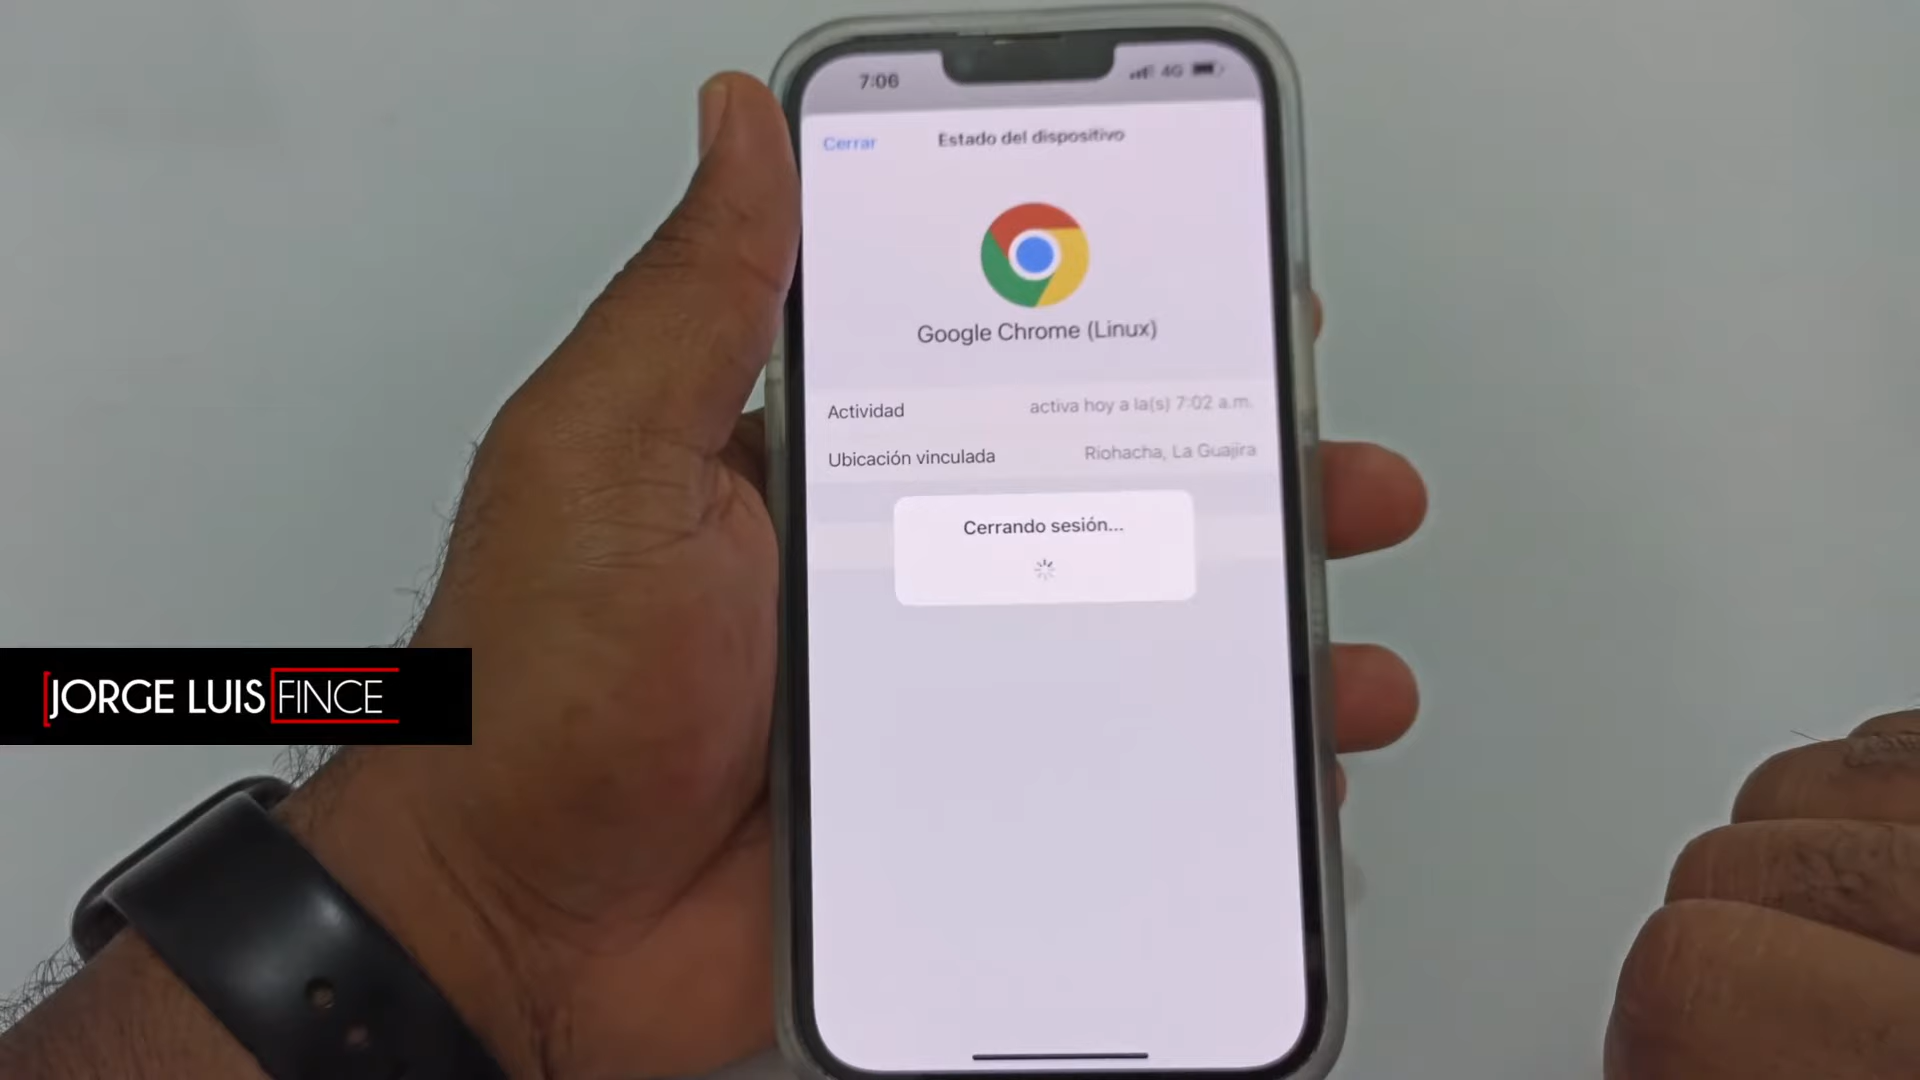 7:06
4G
Cerrar
Estado del dispositivo
Google Chrome (Linux)
Actividad
activa hoy a la(s) 7:02 a.m.
Ubicación vinculada
Riohacha, La Guajira
Cerrando sesión...
JORGE LUIS FINCE